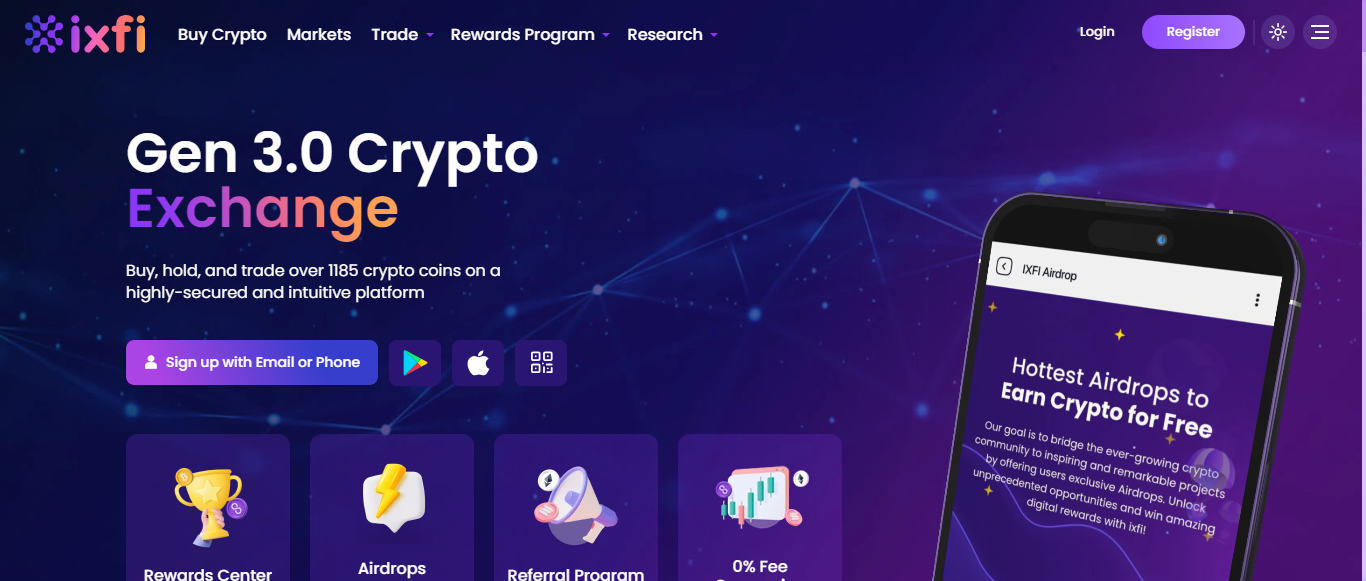 ixfi
Buy Crypto
Markets
Trade
Rewards Program
Research
Login
Register
Gen 3.0 Crypto
Exchange
Buy, hold, and trade over 1185 crypto coins on a
highly-secured and intuitive platform
Sign up with Email or Phone
Rewards Center
Airdrops
Referral Program
0% Fee
IXFI Airdrop
Hottest Airdrops to
Earn Crypto for Free
Our goal is to bridge the ever-growing crypto
community to inspiring and remarkable projects
by offering users exclusive Airdrops. Unlock
unprecedented opportunities and win amazing
digital rewards with ixfi!